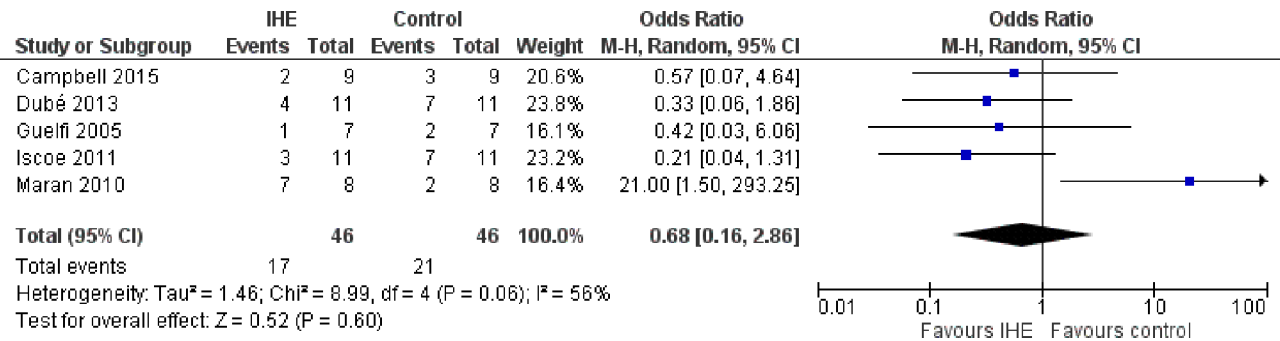 IHE Control Odds Ratio Odds Ratio
Study or Subgroup Events Total Events Total Weight M-H, Random, 95% CI M-H, Random, 95% CI
Campbell 2015 2 9 3 9 20.6% 0.57 [0.07, 4.64]
Dubé 2013 4 11 7 11 23.8% 0.33 [0.06, 1.86]
Guelfi 2005 1 7 2 7 16.1% 0.42 [0.03, 6.06]
Iscoe 2011 3 11 7 11 23.2% 0.21 [0.04, 1.31]
Maran 2010 7 8 2 8 16.4% 21.00 [1.50, 293.25]
Total (95% CI) 46 46 100.0% 0.68 [0.16, 2.86]
Total events 17 21
Heterogeneity: Tau² = 1.46; Chi² = 8.99, df = 4 (P = 0.06); I² = 56%
Test for overall effect: Z = 0.52 (P = 0.60)
0.01 0.1 1 10 100
Favours IHE Favours control